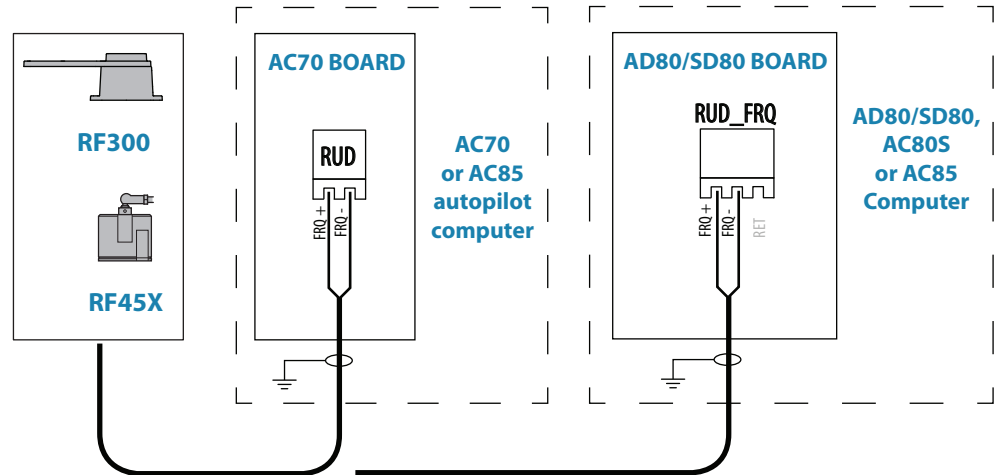 RF300
RF45X
AC70 BOARD
RUD
FRQ +
FRQ -
AC70
or AC85
autopilot
computer
AD80/SD80 BOARD
RUD_FRQ
FRQ +
FRQ -
RET
AD80/SD80,
AC80S
or AC85
Computer